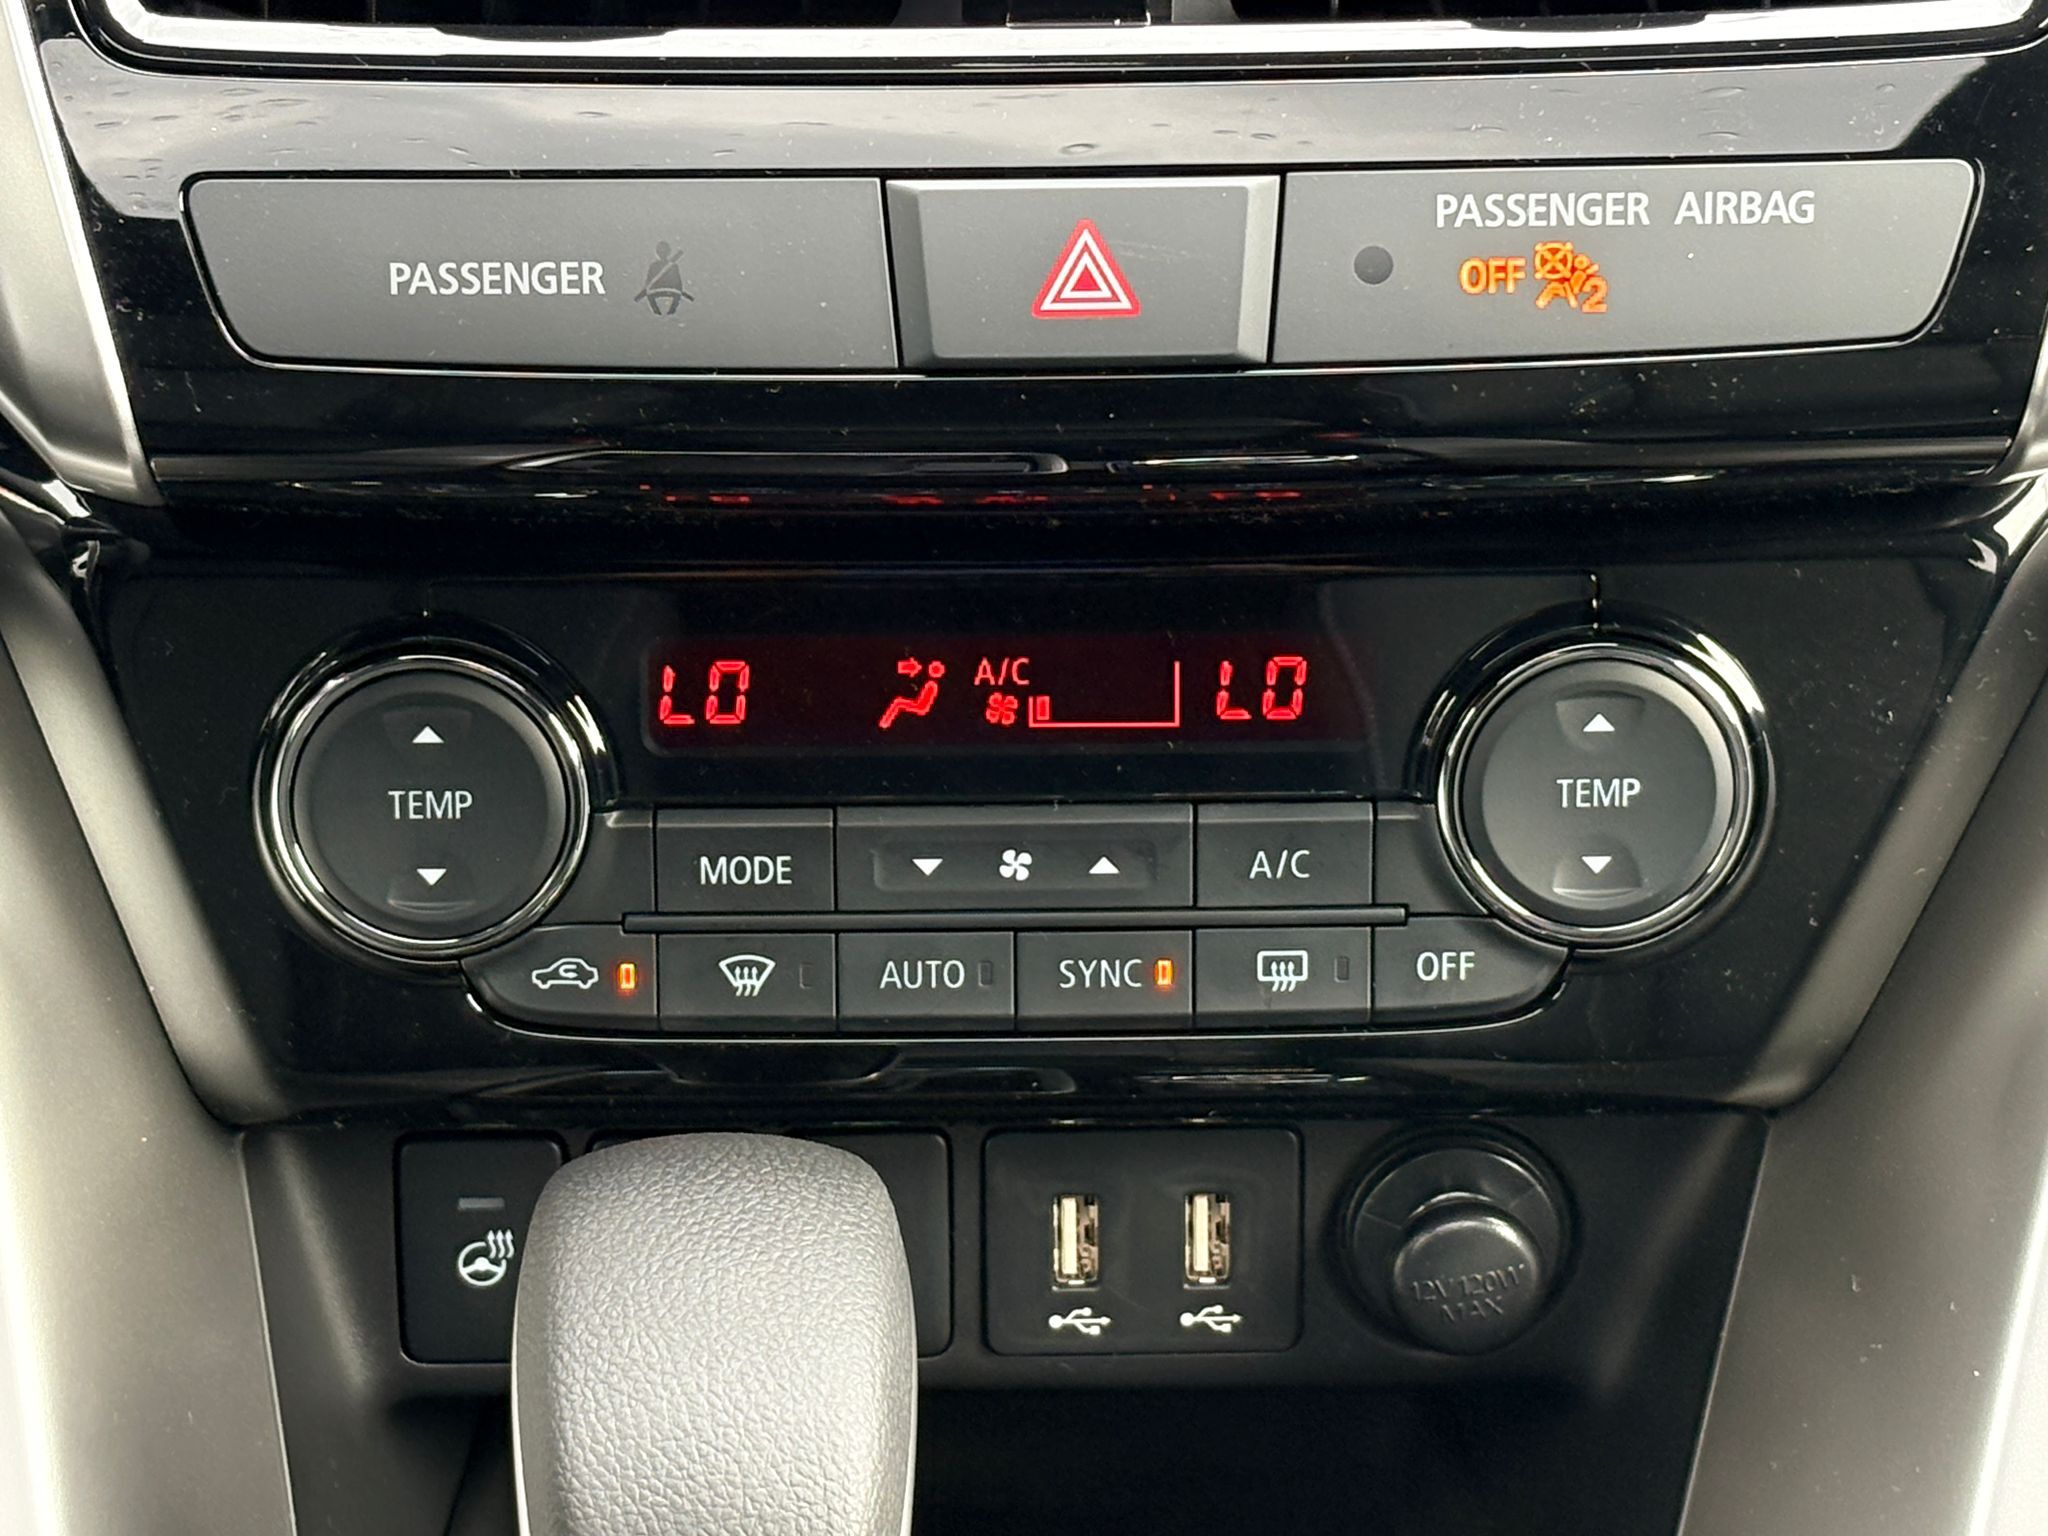 PASSENGER
PASSENGER AIRBAG
OFF 2
LO A/C LO
TEMP
TEMP
MODE A/C
AUTO SYNC OFF
12V 120W
MAX